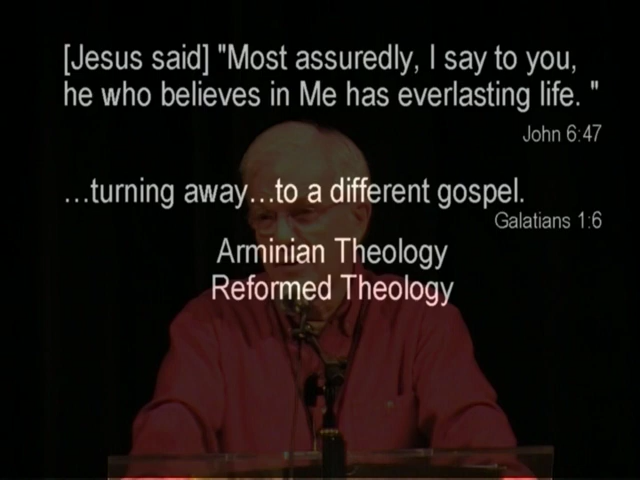 [Jesus said] "Most assuredly, I say to you,
he who believes in Me has everlasting life. "
John 6:47
…turning away…to a different gospel.
Galatians 1:6
Arminian Theology
Reformed Theology